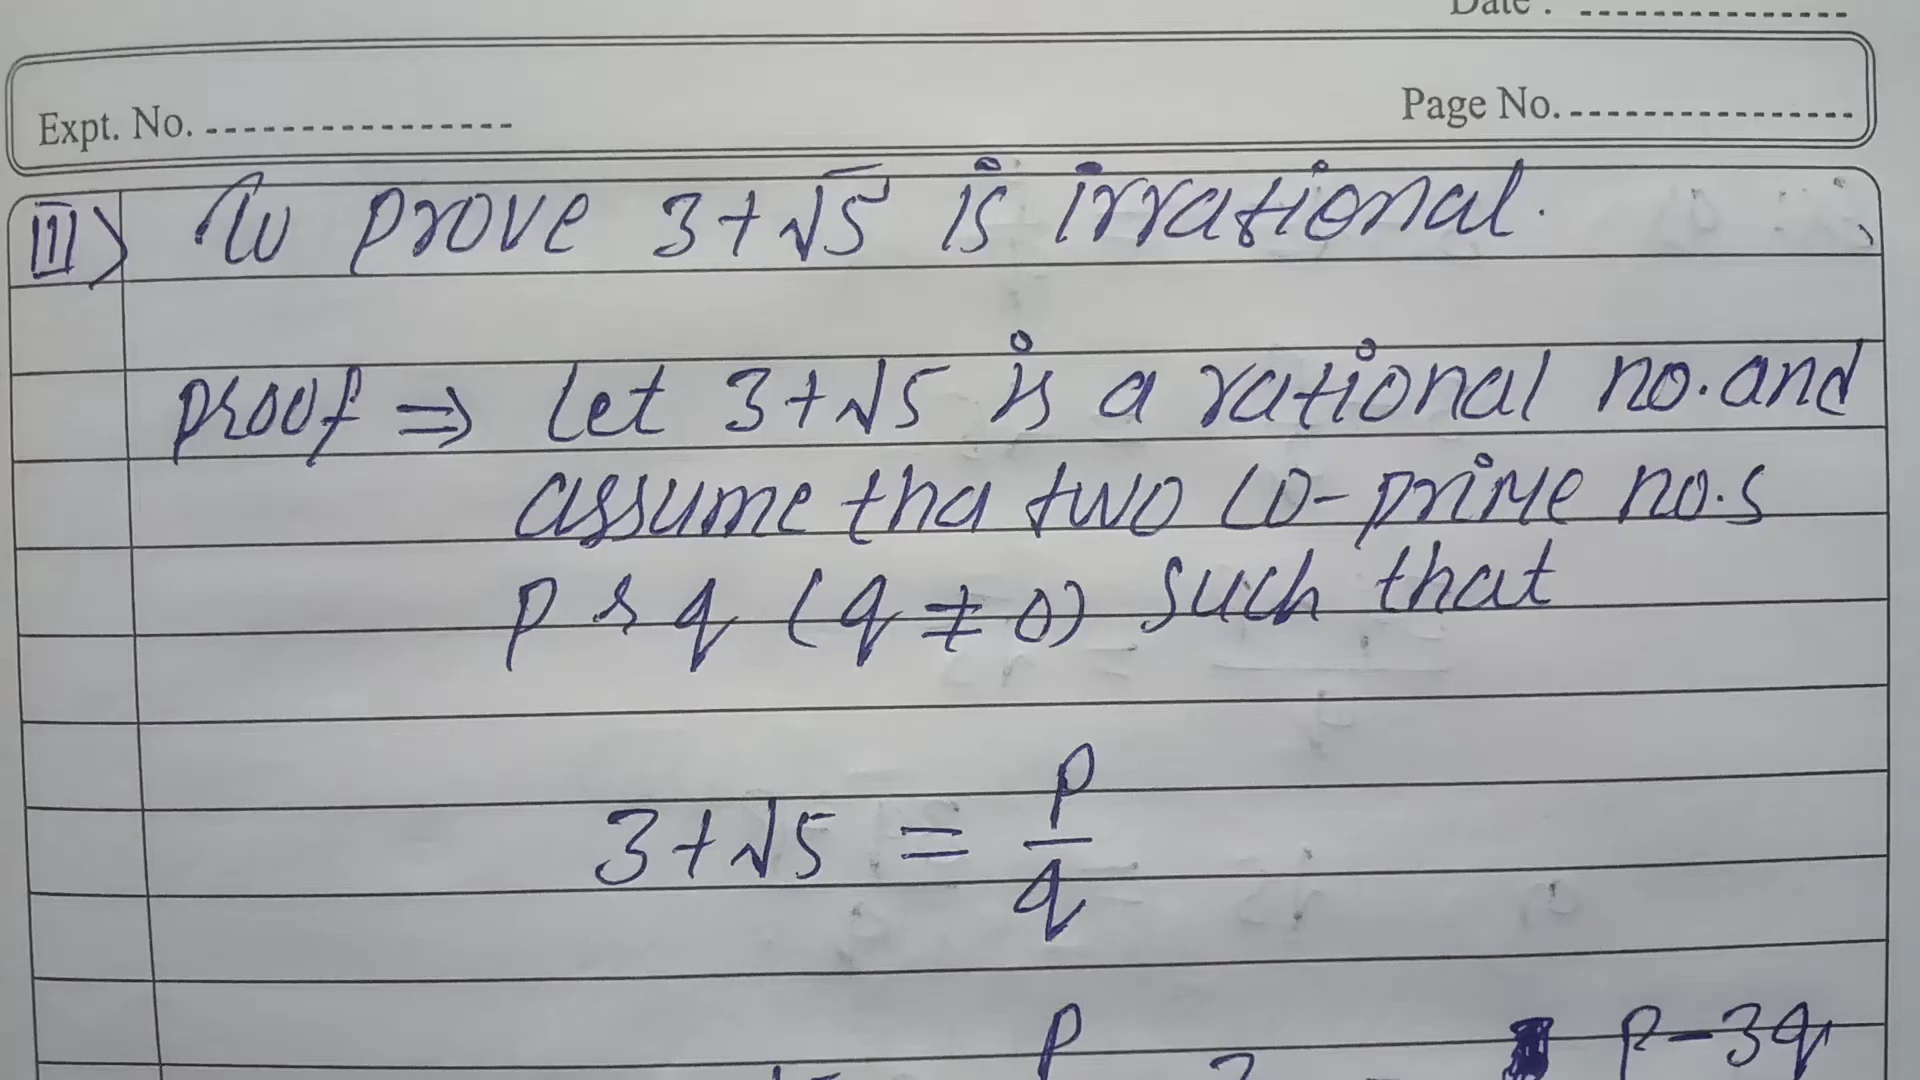 Date :
Expt. No.
Page No.
II) To prove 3+√5 is irrational.
proof ⇒ Let 3+√5 is a rational no. and
assume tha two co-prime no.s
p & q (q ≠ 0) such that
3+√5 = p/q
p p-3q